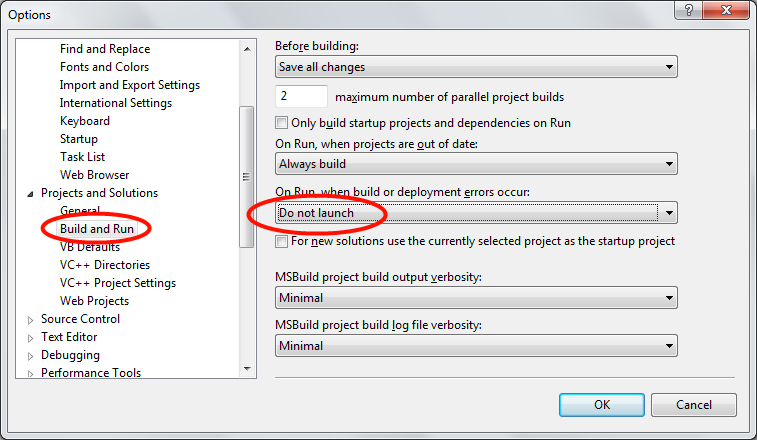 Options
Find and Replace
Fonts and Colors
Import and Export Settings
International Settings
Keyboard
Startup
Task List
Web Browser
Projects and Solutions
General
Build and Run
VB Defaults
VC++ Directories
VC++ Project Settings
Web Projects
Source Control
Text Editor
Debugging
Performance Tools
Before building:
Save all changes
2 maximum number of parallel project builds
Only build startup projects and dependencies on Run
On Run, when projects are out of date:
Always build
On Run, when build or deployment errors occur:
Do not launch
For new solutions use the currently selected project as the startup project
MSBuild project build output verbosity:
Minimal
MSBuild project build log file verbosity:
Minimal
OK Cancel